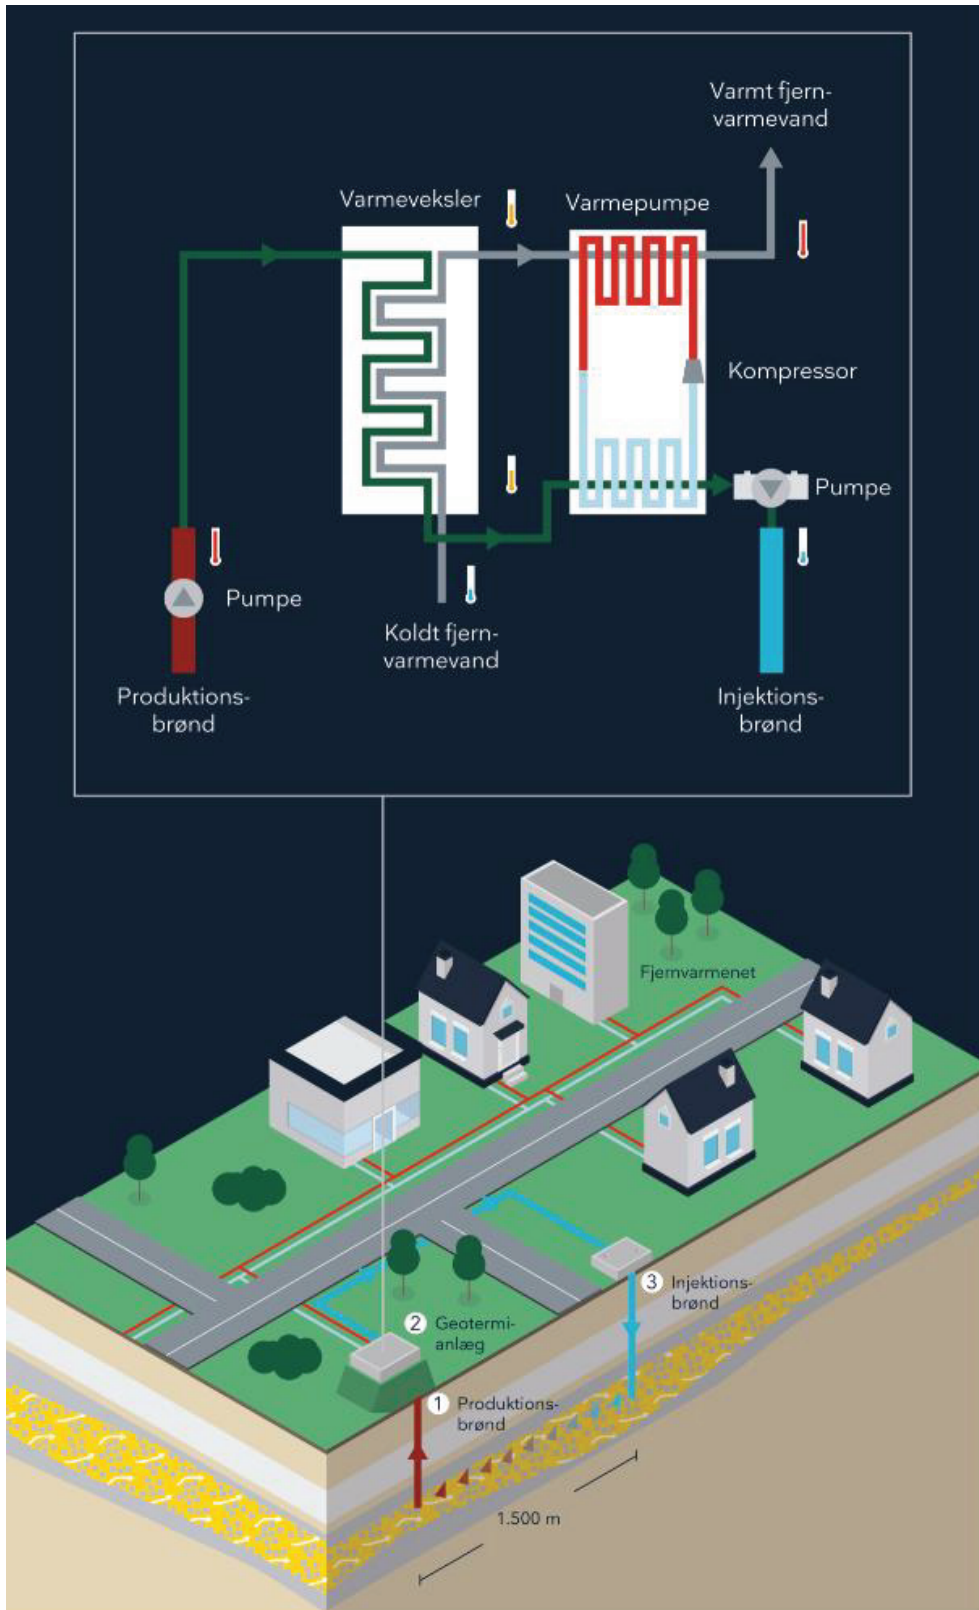 Varmt fjern-
varmevand
Varmeveksler
Varmepumpe
Kompressor
Pumpe
Pumpe
Koldt fjern-
varmevand
Produktions-
brønd
Injektions-
brønd
Fjernvarmenet
3 Injektions-
brønd
2 Geotermi-
anlæg
1 Produktions-
brønd
1.500 m